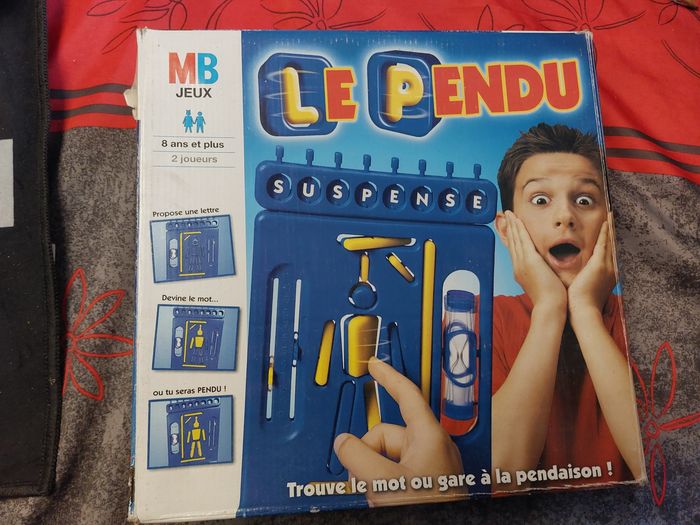 MB
JEUX
8 ans et plus
2 joueurs
LE PENDU
SUSPENSE
Propose une lettre
Devine le mot...
ou tu seras PENDU !
Trouve le mot ou gare à la pendaison !